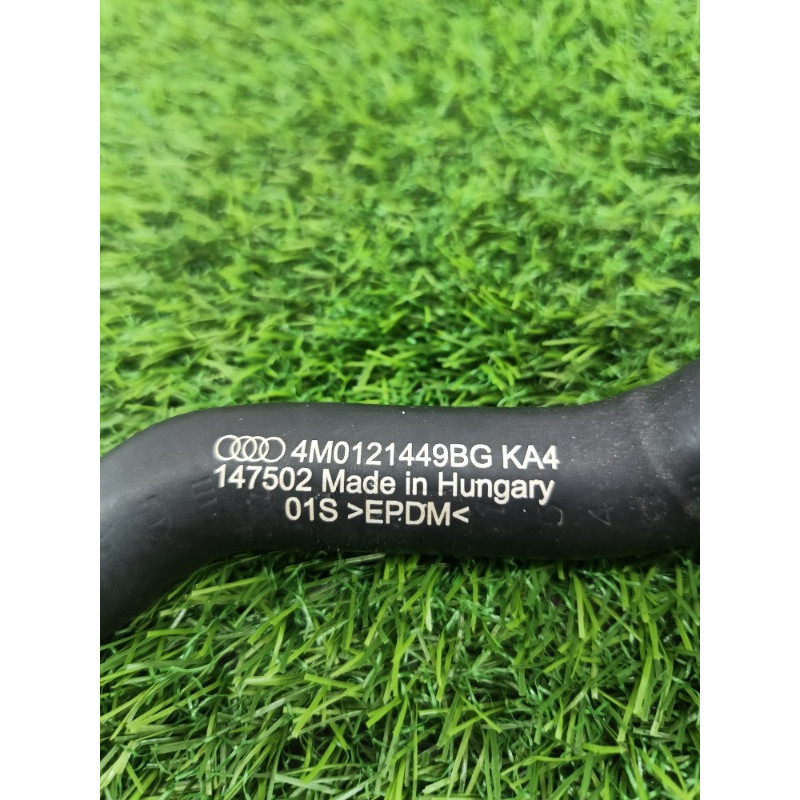 4M0121449BG KA4
147502 Made in Hungary
01S >EPDM<